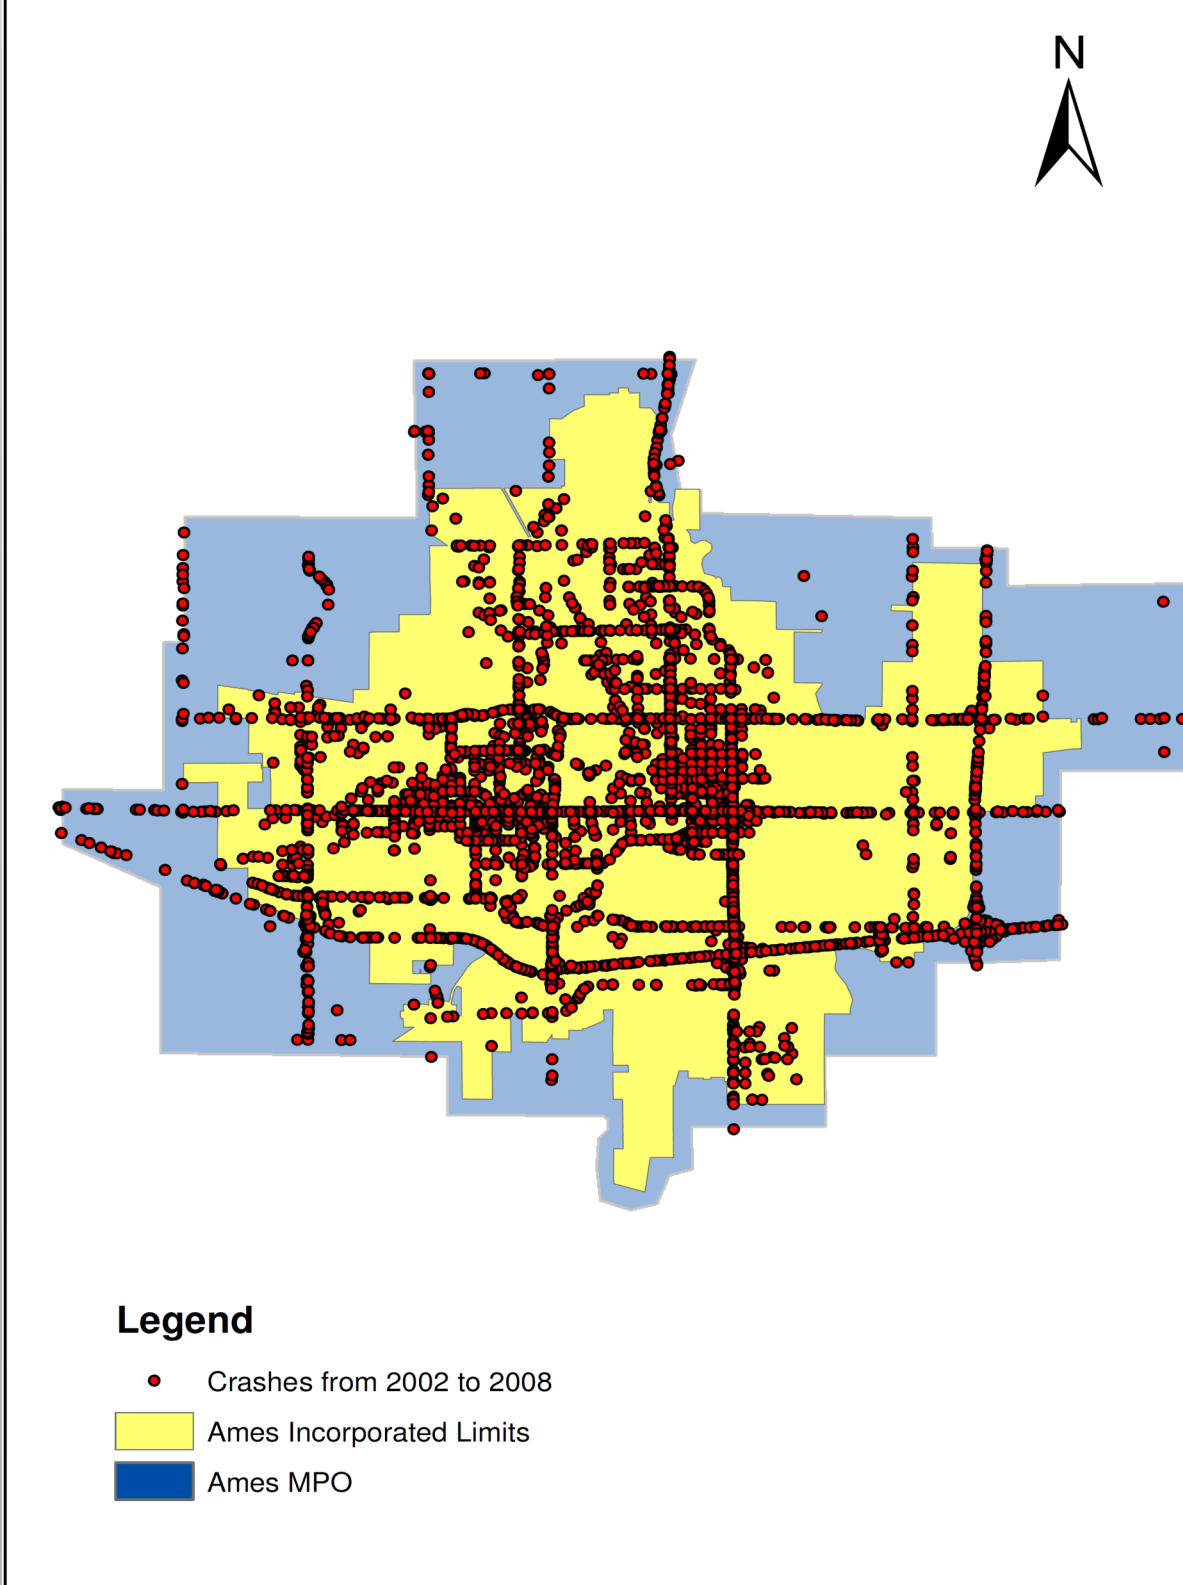 N
Legend
Crashes from 2002 to 2008
Ames Incorporated Limits
Ames MPO